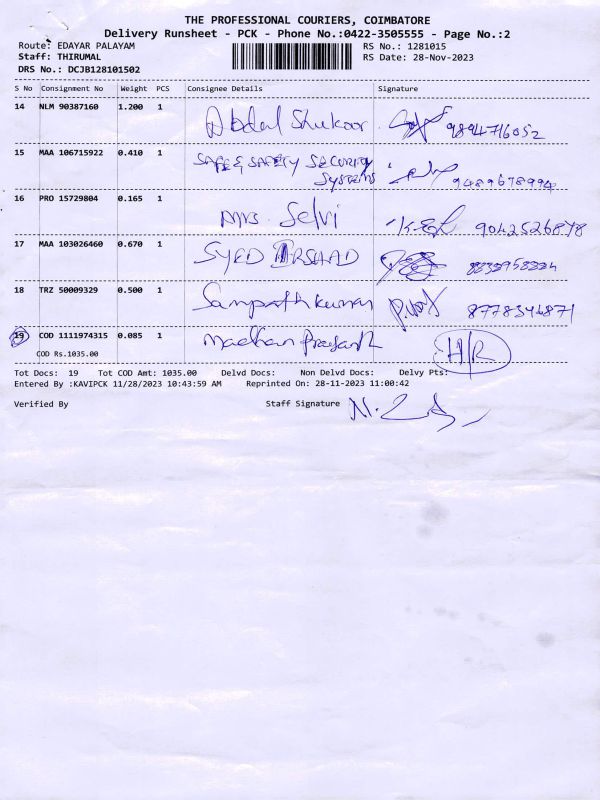 THE PROFESSIONAL COURIERS, COIMBATORE
Delivery Runsheet - PCK - Phone No.:0422-3505555 - Page No.:2
Route: EDAYAR PALAYAM RS No.: 1281015
Staff: THIRUMAL RS Date: 28-Nov-2023
DRS No.: DCJB128101502
S No Consignment No Weight PCS Consignee Details Signature
14 NLM 90387160 1.200 1 Abdul Shukoor 9894716052
15 MAA 106715922 0.410 1 SAFE & SAFETY SECURITY
SYSTEMS 9489678994
16 PRO 15729804 0.165 1 Mrs. Selvi 9042526878
17 MAA 103026460 0.670 1 SYED IRSHAD
18 TRZ 50009329 0.500 1 Sampath kumar
19 COD 1111974315 0.085 1 Madhan Prasanth H/R
COD Rs.1035.00
Tot Docs: 19 Tot COD Amt: 1035.00 Delvd Docs: Non Delvd Docs: Delvy Pts:
Entered By :KAVIPCK 11/28/2023 10:43:59 AM Reprinted On: 28-11-2023 11:00:42
Verified By Staff Signature